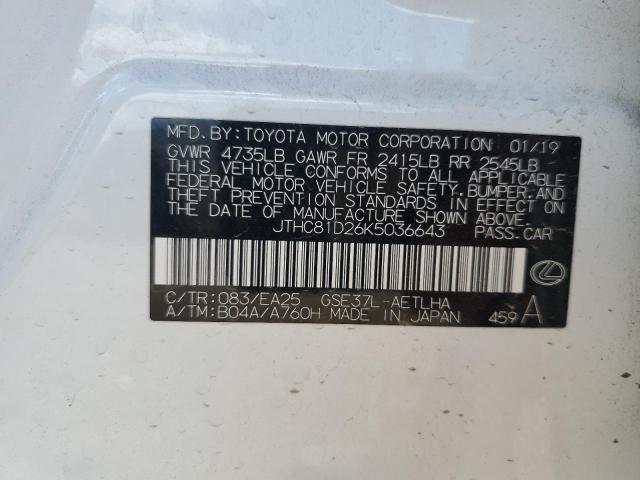 MFD.BY:TOYOTA MOTOR CORPORATION 01/19
GVWR 4735LB GAWR FR 2415LB RR 2545LB
THIS VEHICLE CONFORMS TO ALL APPLICABLE
FEDERAL MOTOR VEHICLE SAFETY,BUMPER,AND
THEFT PREVENTION STANDARDS IN EFFECT ON
THE DATE OF MANUFACTURE SHOWN ABOVE.
JTHC81D26K5036643 PASS.CAR
C/TR:083/EA25 GSE37L-AETLHA
A/TM:B04A/A760H MADE IN JAPAN 459 A